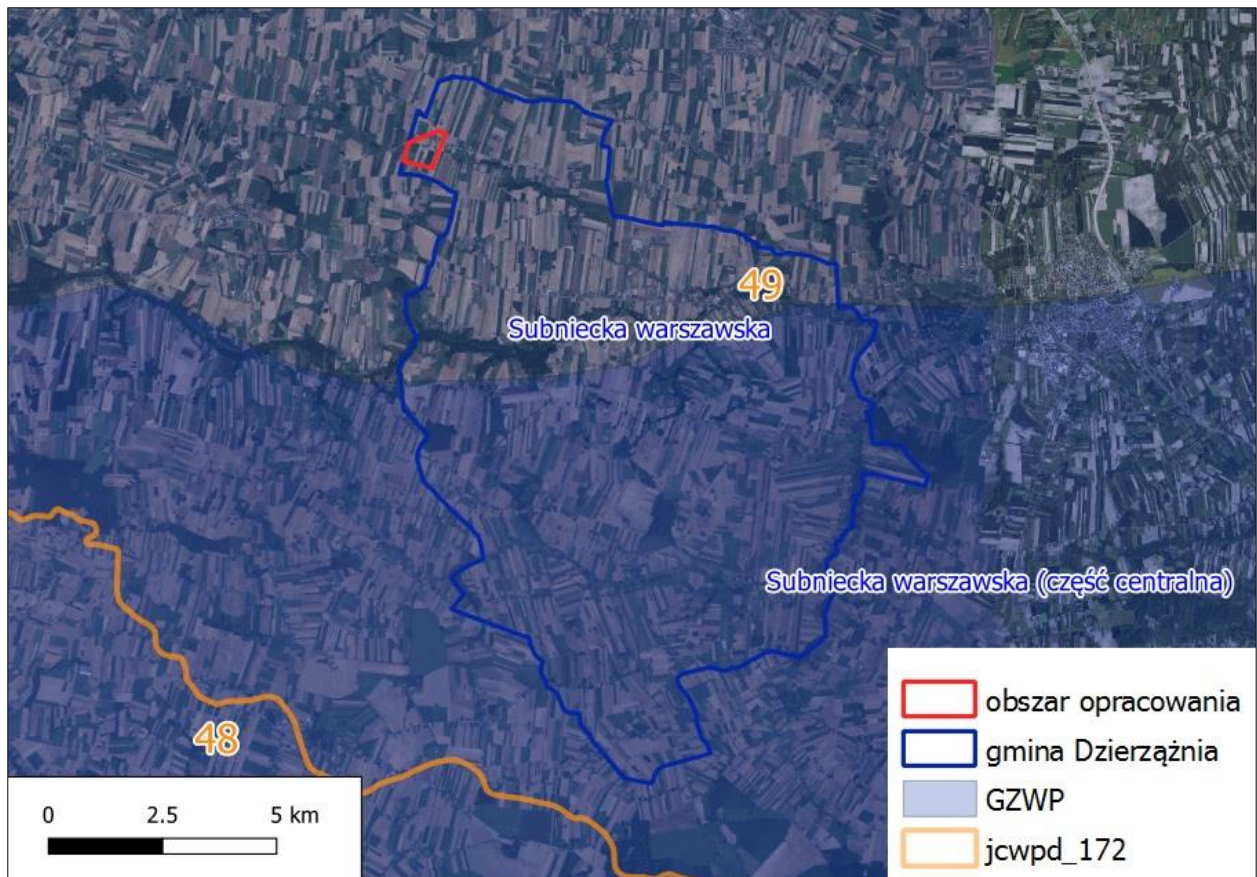 49
Subniecka warszawska
Subniecka warszawska (część centralna)
48
obszar opracowania
gmina Dzierzążnia
GZWP
jcwpd_172
0 2.5 5 km